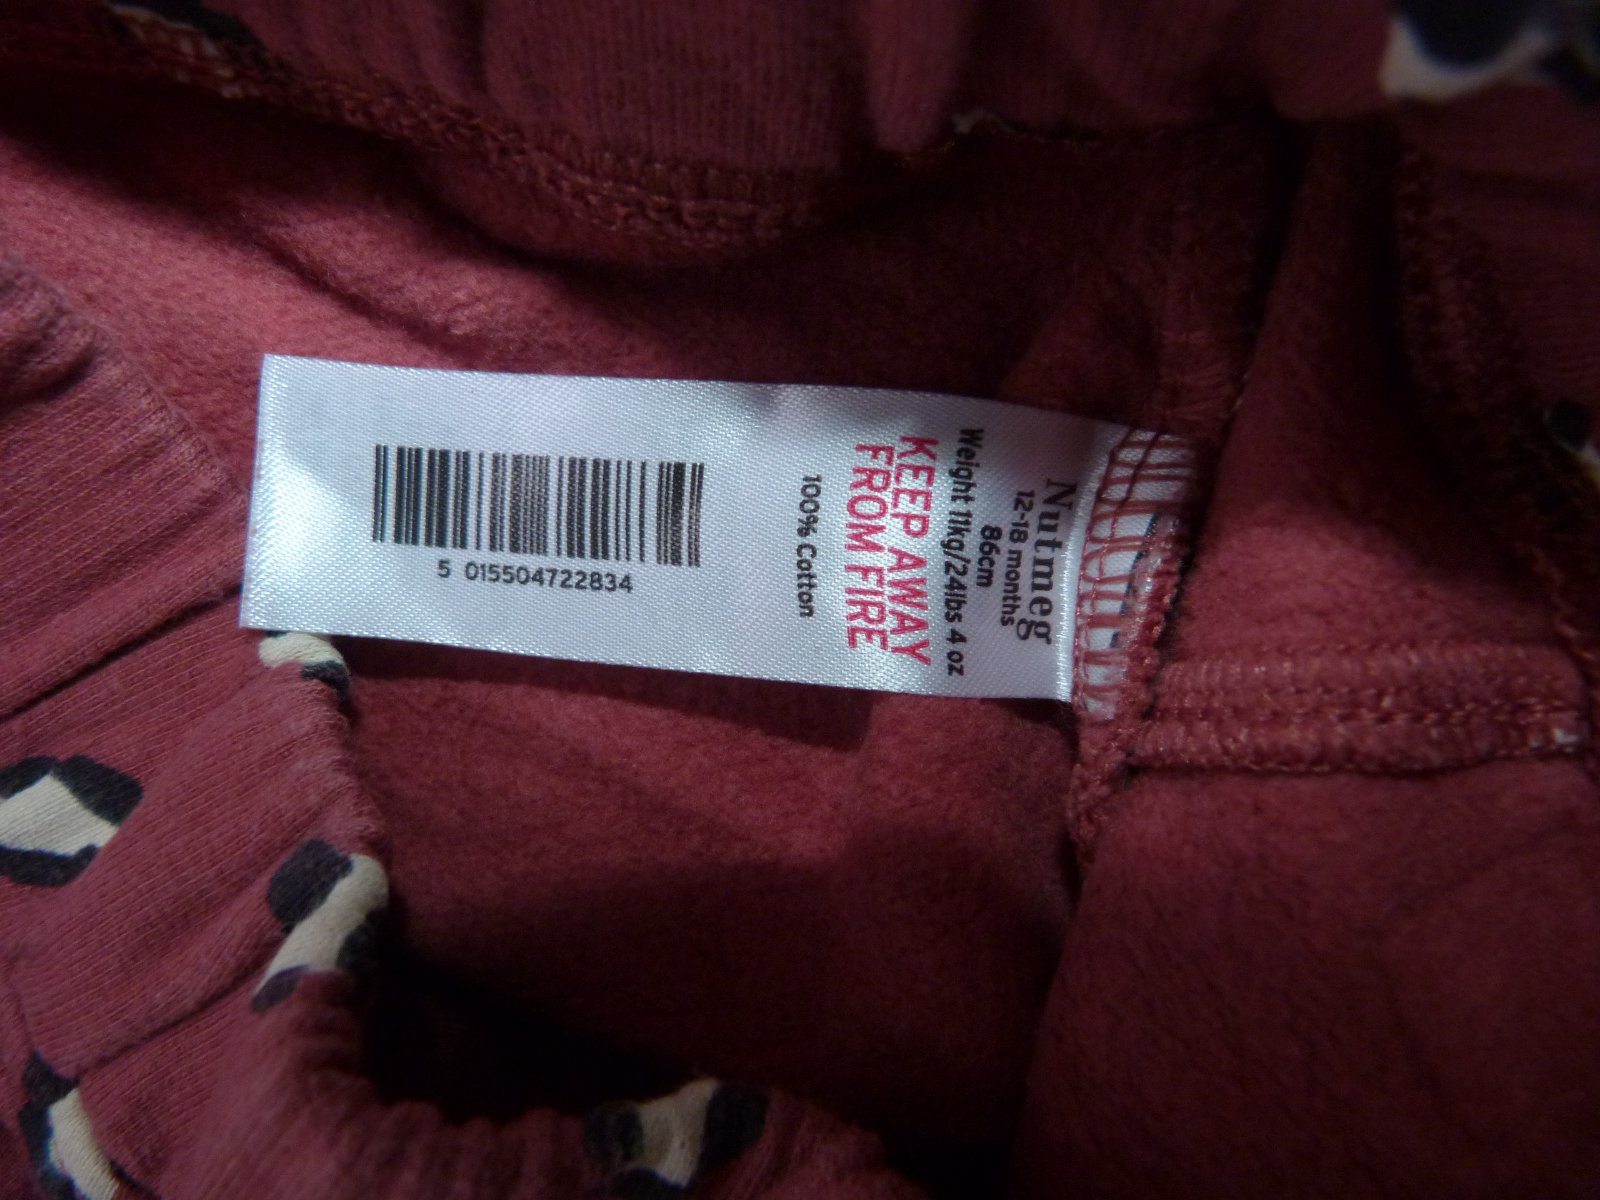 Nutmeg
12-18 months
86cm
Weight 11kg/24lbs 4 oz
KEEP AWAY
FROM FIRE
100% Cotton
5 015504722834